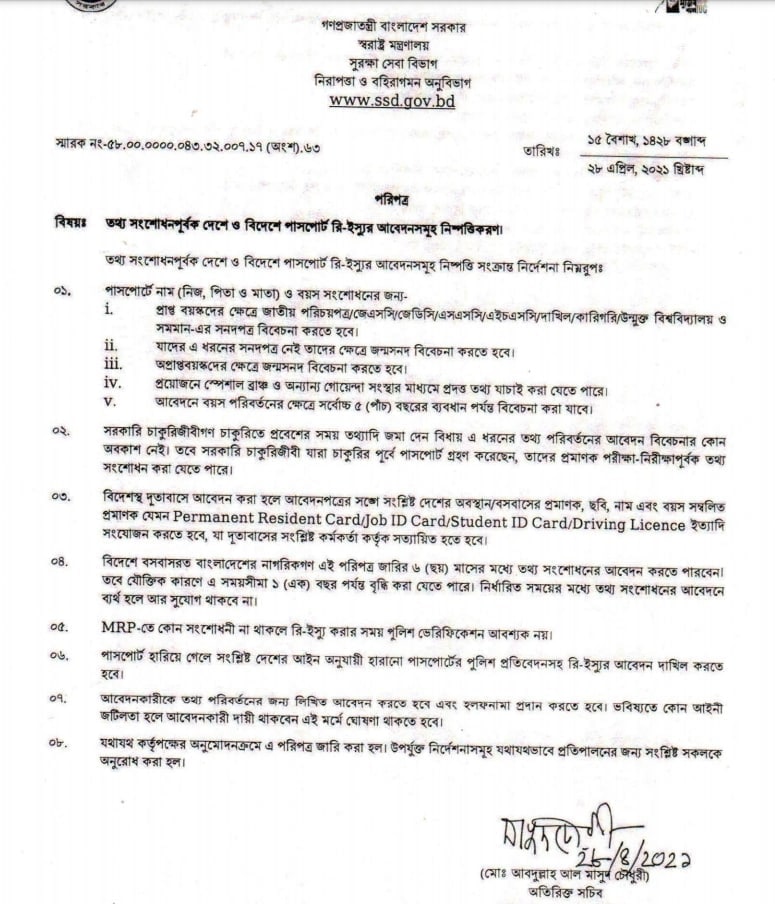 গণপ্রজাতন্ত্রী বাংলাদেশ সরকার
স্বরাষ্ট্র মন্ত্রণালয়
সুরক্ষা সেবা বিভাগ
নিরাপত্তা ও বহিরাগমন অনুবিভাগ
www.ssd.gov.bd
স্মারক নং-৫৮.০০.০০০০.০৪৩.৩২.০০৭.১৭ (অংশ).৬৩
তারিখঃ
১৫ বৈশাখ, ১৪২৮ বঙ্গাব্দ
২৮ এপ্রিল, ২০২১ খ্রিষ্টাব্দ
পরিপত্র
বিষয়ঃ তথ্য সংশোধনপূর্বক দেশে ও বিদেশে পাসপোর্ট রি-ইস্যুর আবেদনসমূহ নিষ্পত্তিকরণ।
তথ্য সংশোধনপূর্বক দেশে ও বিদেশে পাসপোর্ট রি-ইস্যুর আবেদনসমূহ নিষ্পত্তি সংক্রান্ত নির্দেশনা নিম্নরূপঃ
০১. পাসপোর্টে নাম (নিজ, পিতা ও মাতা) ও বয়স সংশোধনের জন্য-
i. প্রাপ্ত বয়স্কদের ক্ষেত্রে জাতীয় পরিচয়পত্র/জেএসসি/জেডিসি/এসএসসি/এইচএসসি/দাখিল/কারিগরি/উন্মুক্ত বিশ্ববিদ্যালয় ও
সমমান-এর সনদপত্র বিবেচনা করতে হবে।
ii. যাদের এ ধরনের সনদপত্র নেই তাদের ক্ষেত্রে জন্মসনদ বিবেচনা করতে হবে।
iii. অপ্রাপ্তবয়স্কদের ক্ষেত্রে জন্মসনদ বিবেচনা করতে হবে।
iv. প্রয়োজনে স্পেশাল ব্রাঞ্চ ও অন্যান্য গোয়েন্দা সংস্থার মাধ্যমে প্রদত্ত তথ্য যাচাই করা যেতে পারে।
v. আবেদনে বয়স পরিবর্তনের ক্ষেত্রে সর্বোচ্চ ৫ (পাঁচ) বছরের ব্যবধান পর্যন্ত বিবেচনা করা যাবে।
০২. সরকারি চাকুরিজীবীগণ চাকুরিতে প্রবেশের সময় তথ্যাদি জমা দেন বিধায় এ ধরনের তথ্য পরিবর্তনের আবেদন বিবেচনার কোন
অবকাশ নেই। তবে সরকারি চাকুরিজীবী যারা চাকুরির পূর্বে পাসপোর্ট গ্রহণ করেছেন, তাদের প্রমাণক পরীক্ষা-নিরীক্ষাপূর্বক তথ্য
সংশোধন করা যেতে পারে।
০৩. বিদেশস্থ দূতাবাসে আবেদন করা হলে আবেদনপত্রের সঙ্গে সংশ্লিষ্ট দেশের অবস্থান/বসবাসের প্রমাণক, ছবি, নাম এবং বয়স সম্বলিত
প্রমাণক যেমন Permanent Resident Card/Job ID Card/Student ID Card/Driving Licence ইত্যাদি
সংযোজন করতে হবে, যা দূতাবাসের সংশ্লিষ্ট কর্মকর্তা কর্তৃক সত্যায়িত হতে হবে।
০৪. বিদেশে বসবাসরত বাংলাদেশের নাগরিকগণ এই পরিপত্র জারির ৬ (ছয়) মাসের মধ্যে তথ্য সংশোধনের আবেদন করতে পারবেন।
তবে যৌক্তিক কারণে এ সময়সীমা ১ (এক) বছর পর্যন্ত বৃদ্ধি করা যেতে পারে। নির্ধারিত সময়ের মধ্যে তথ্য সংশোধনের আবেদনে
ব্যর্থ হলে আর সুযোগ থাকবে না।
০৫. MRP-তে কোন সংশোধনী না থাকলে রি-ইস্যু করার সময় পুলিশ ভেরিফিকেশন আবশ্যক নয়।
০৬. পাসপোর্ট হারিয়ে গেলে সংশ্লিষ্ট দেশের আইন অনুযায়ী হারানো পাসপোর্টের পুলিশ প্রতিবেদনসহ রি-ইস্যুর আবেদন দাখিল করতে
হবে।
০৭. আবেদনকারীকে তথ্য পরিবর্তনের জন্য লিখিত আবেদন করতে হবে এবং হলফনামা প্রদান করতে হবে। ভবিষ্যতে কোন আইনী
জটিলতা হলে আবেদনকারী দায়ী থাকবেন এই মর্মে ঘোষণা থাকতে হবে।
০৮. যথাযথ কর্তৃপক্ষের অনুমোদনক্রমে এ পরিপত্র জারি করা হল। উপর্যুক্ত নির্দেশনাসমূহ যথাযথভাবে প্রতিপালনের জন্য সংশ্লিষ্ট সকলকে
অনুরোধ করা হল।
২৮/৪/২০২১
(মোঃ আবদুল্লাহ আল মাসুদ চৌধুরী)
অতিরিক্ত সচিব